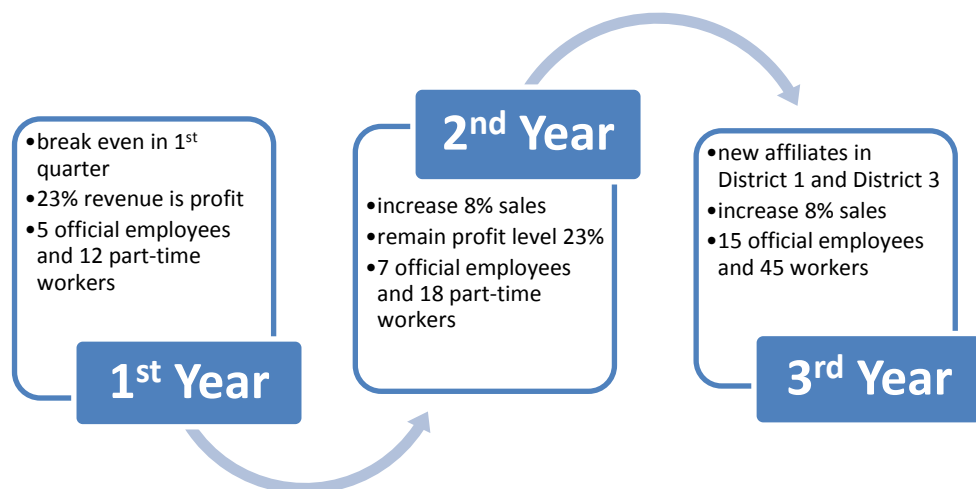 •break even in 1st
quarter
•23% revenue is profit
•5 official employees
and 12 part-time
workers
1st Year
2nd Year
•increase 8% sales
•remain profit level 23%
•7 official employees
and 18 part-time
workers
•new affiliates in
District 1 and District 3
•increase 8% sales
•15 official employees
and 45 workers
3rd Year